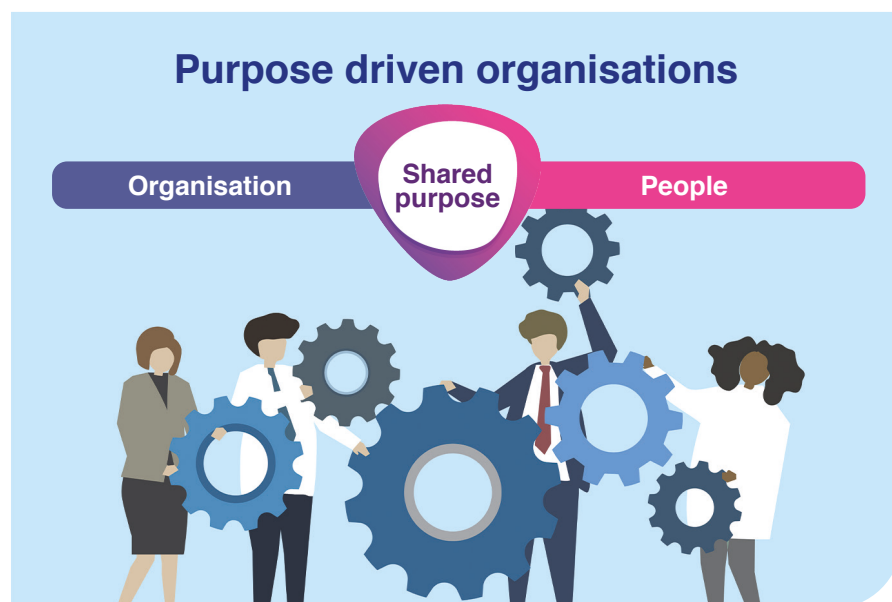 Purpose driven organisations
Organisation
Shared
purpose
People